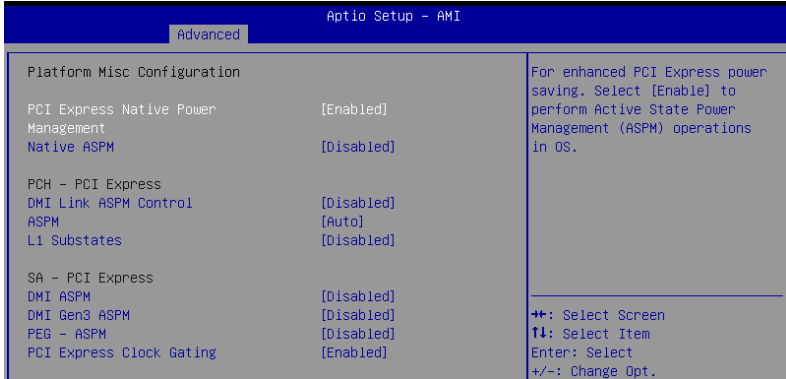 Aptio Setup – AMI
Advanced
Platform Misc Configuration
PCI Express Native Power [Enabled]
Management
Native ASPM [Disabled]
PCH – PCI Express
DMI Link ASPM Control [Disabled]
ASPM [Auto]
L1 Substates [Disabled]
SA – PCI Express
DMI ASPM [Disabled]
DMI Gen3 ASPM [Disabled]
PEG – ASPM [Disabled]
PCI Express Clock Gating [Enabled]
For enhanced PCI Express power
saving. Select [Enable] to
perform Active State Power
Management (ASPM) operations
in OS.
→←: Select Screen
↑↓: Select Item
Enter: Select
+/-: Change Opt.